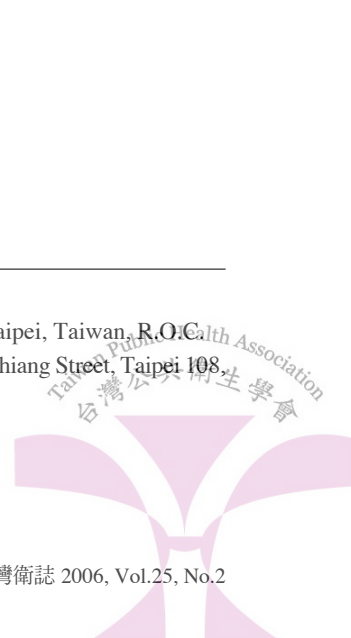 aipei, Taiwan, R.O.C.
hiang Street, Taipei 108,
Taiwan Public Health Association
台灣公共衛生學會
灣衛誌 2006, Vol.25, No.2